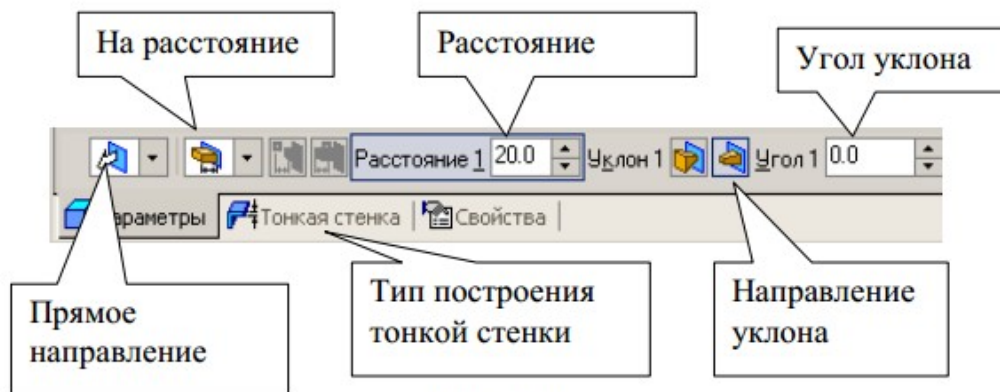 На расстояние
Расстояние
Угол уклона
Расстояние 1 20.0 Уклон 1 Угол 1 0.0
Параметры Тонкая стенка Свойства
Прямое
направление
Тип построения
тонкой стенки
Направление
уклона